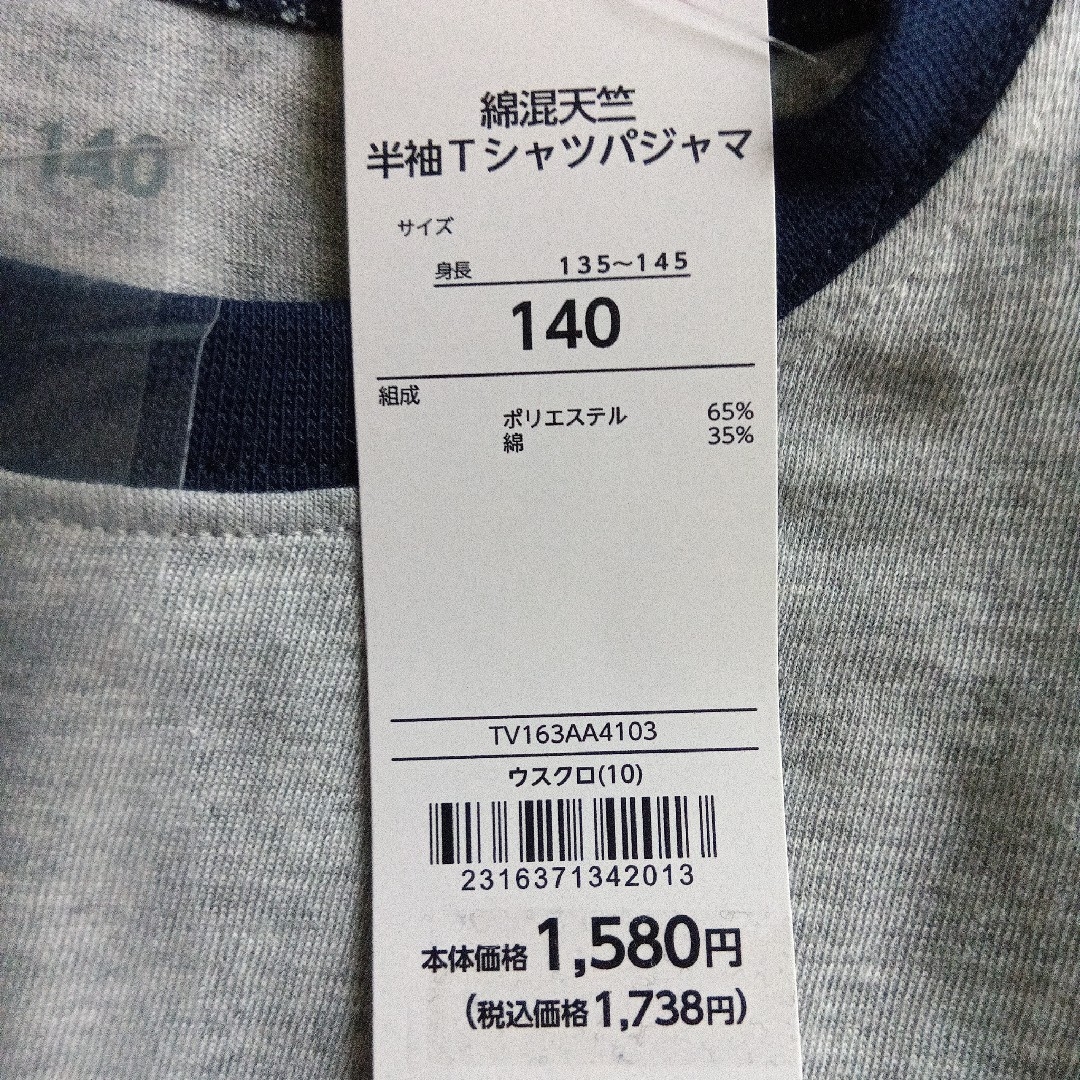 140
綿混天竺
半袖Tシャツパジャマ
サイズ
身長 135～145
140
組成
ポリエステル 65%
綿 35%
TV163AA4103
ウスクロ(10)
2316371342013
本体価格1,580円
(税込価格1,738円)